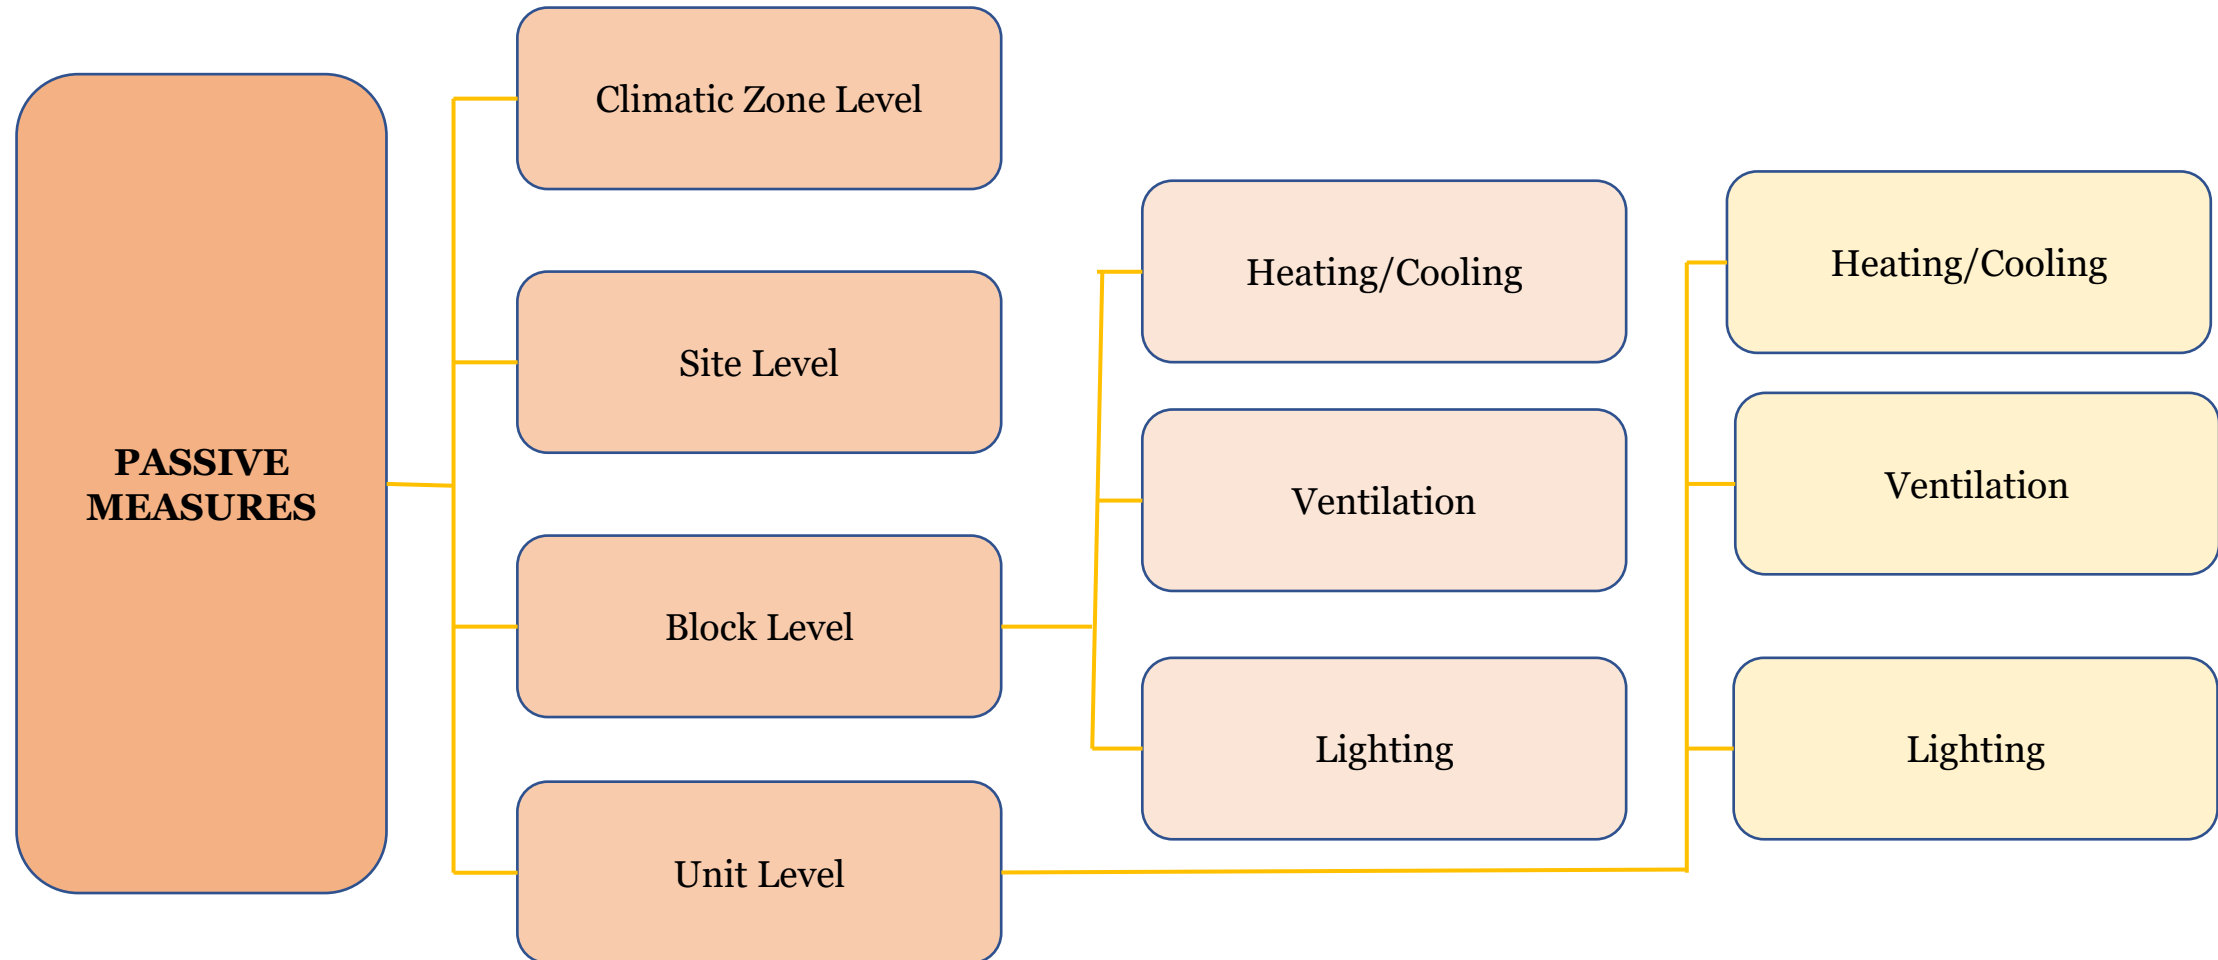 PASSIVE
MEASURES
Climatic Zone Level
Site Level
Block Level
Unit Level
Heating/Cooling
Ventilation
Lighting
Heating/Cooling
Ventilation
Lighting